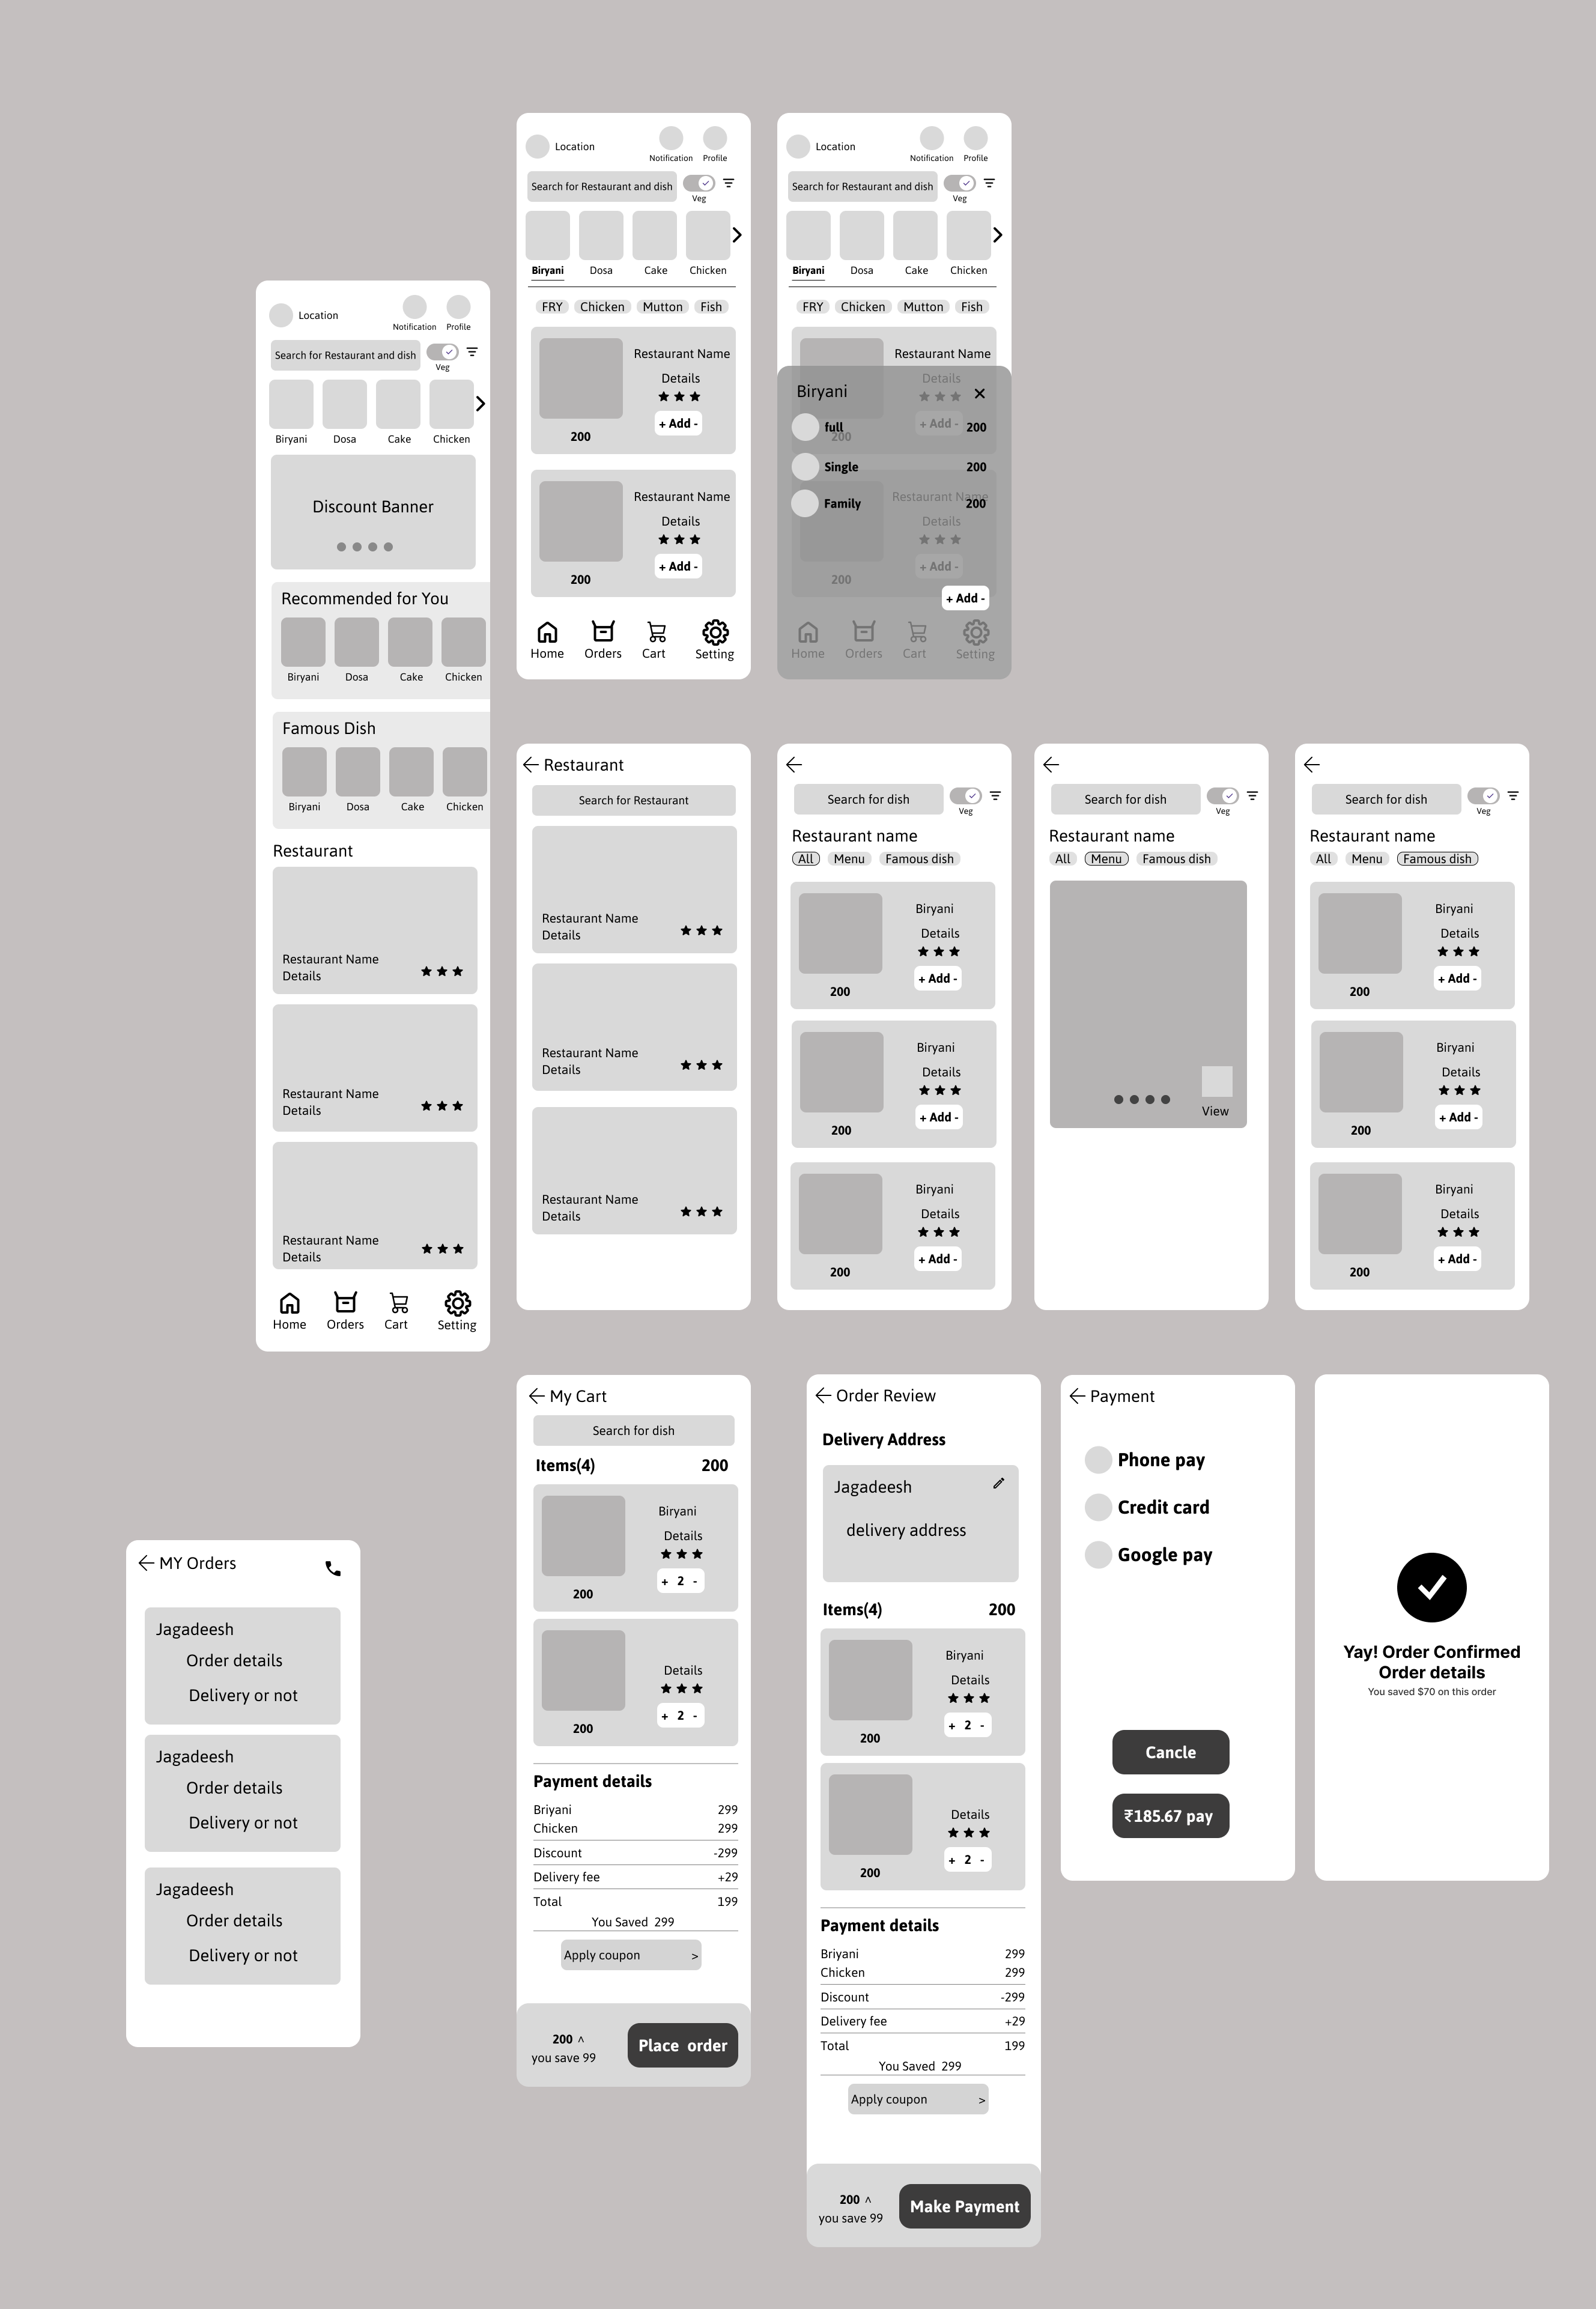 Location
Notification Profile
Search for Restaurant and dish
Veg
Biryani Dosa Cake Chicken
FRY Chicken Mutton Fish
Restaurant Name
Details
+ Add -
200
Restaurant Name
Details
+ Add -
200
Home Orders Cart Setting
Location
Notification Profile
Search for Restaurant and dish
Veg
Biryani Dosa Cake Chicken
FRY Chicken Mutton Fish
Restaurant Name
Details
+ Add -
200
Biryani
full 200
Single 200
Family 200
Restaurant Name
Details
+ Add -
200
+ Add -
Home Orders Cart Setting
Location
Notification Profile
Search for Restaurant and dish
Veg
Biryani Dosa Cake Chicken
Discount Banner
Recommended for You
Biryani Dosa Cake Chicken
Famous Dish
Biryani Dosa Cake Chicken
Restaurant
Restaurant Name
Details
Restaurant Name
Details
Restaurant Name
Details
Home Orders Cart Setting
Restaurant
Search for Restaurant
Restaurant Name
Details
Restaurant Name
Details
Restaurant Name
Details
Search for dish
Veg
Restaurant name
All Menu Famous dish
Biryani
Details
+ Add -
200
Biryani
Details
+ Add -
200
Biryani
Details
+ Add -
200
Search for dish
Veg
Restaurant name
All Menu Famous dish
View
Search for dish
Veg
Restaurant name
All Menu Famous dish
Biryani
Details
+ Add -
200
Biryani
Details
+ Add -
200
Biryani
Details
+ Add -
200
MY Orders
Jagadeesh
Order details
Delivery or not
Jagadeesh
Order details
Delivery or not
Jagadeesh
Order details
Delivery or not
My Cart
Search for dish
Items(4) 200
Biryani
Details
+ 2 -
200
Details
+ 2 -
200
Payment details
Briyani 299
Chicken 299
Discount -299
Delivery fee +29
Total 199
You Saved 299
Apply coupon >
200 ^
you save 99
Place order
Order Review
Delivery Address
Jagadeesh
delivery address
Items(4) 200
Biryani
Details
+ 2 -
200
Details
+ 2 -
200
Payment details
Briyani 299
Chicken 299
Discount -299
Delivery fee +29
Total 199
You Saved 299
Apply coupon >
200 ^
you save 99
Make Payment
Payment
Phone pay
Credit card
Google pay
Cancle
₹185.67 pay
Yay! Order Confirmed
Order details
You saved $70 on this order